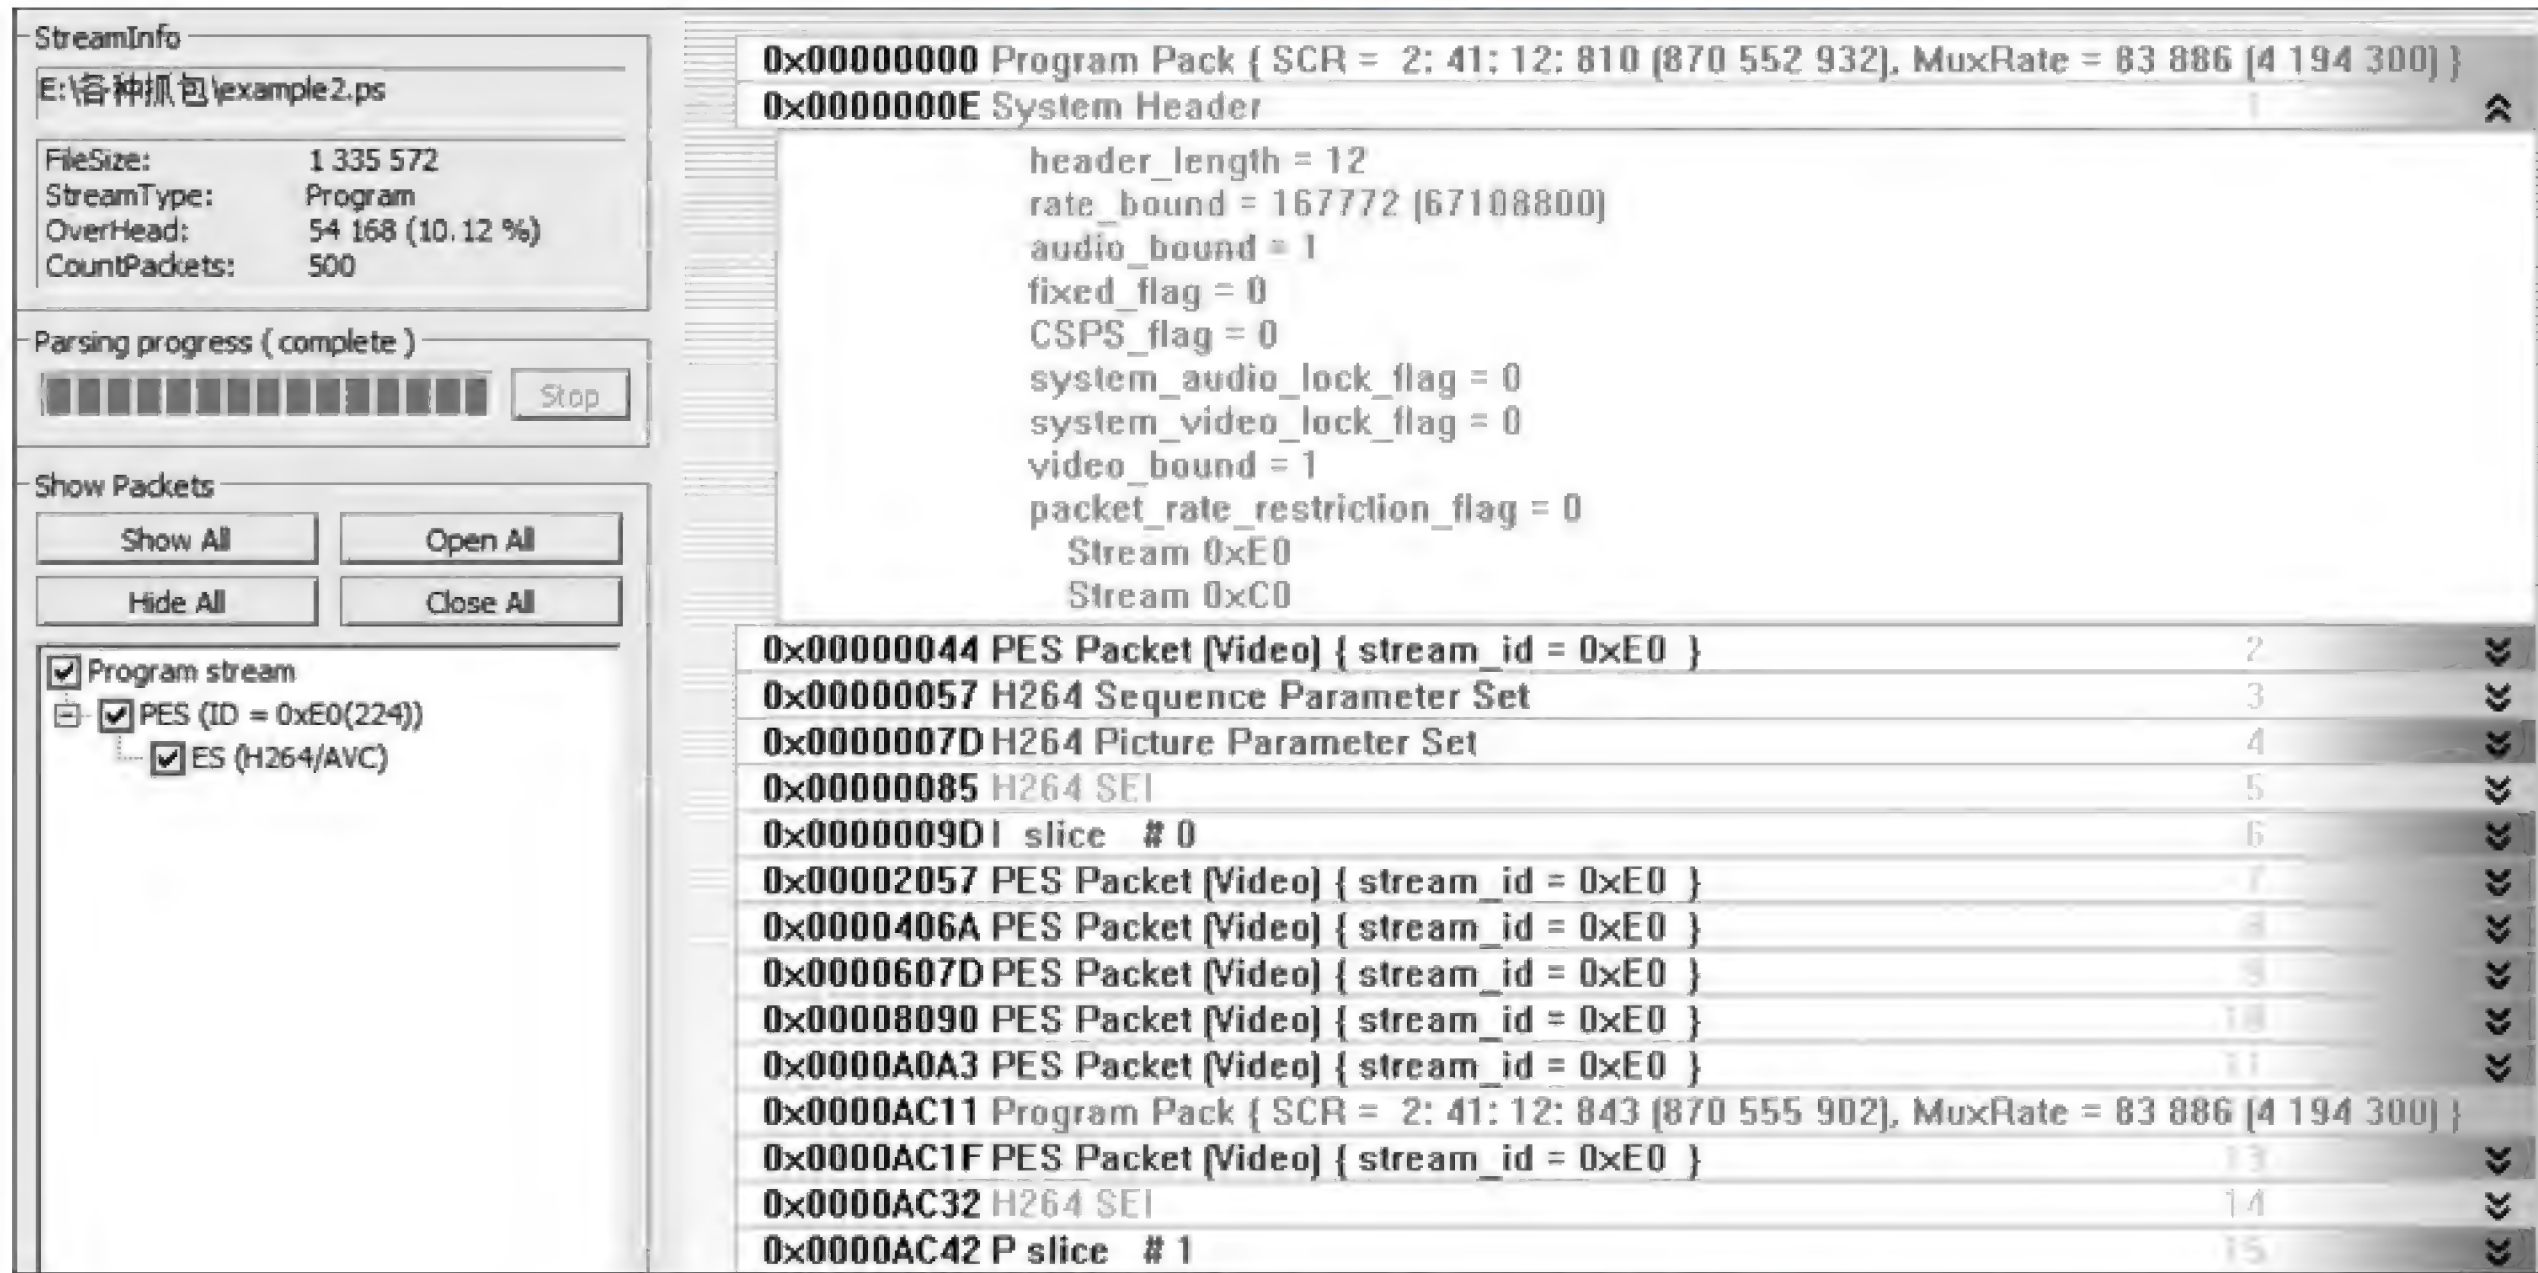 StreamInfo
E:\各种抓包\example2.ps
FileSize: 1 335 572
StreamType: Program
OverHead: 54 168 (10.12 %)
CountPackets: 500
Parsing progress ( complete )
Stop
Show Packets
Show All Open All
Hide All Close All
Program stream
PES (ID = 0xE0(224))
ES (H264/AVC)
0x00000000 Program Pack { SCR = 2: 41: 12: 810 (870 552 932), MuxRate = 83 886 (4 194 300) }
0x0000000E System Header 1
header_length = 12
rate_bound = 167772 (67108800)
audio_bound = 1
fixed_flag = 0
CSPS_flag = 0
system_audio_lock_flag = 0
system_video_lock_flag = 0
video_bound = 1
packet_rate_restriction_flag = 0
Stream 0xE0
Stream 0xC0
0x00000044 PES Packet (Video) { stream_id = 0xE0 } 2
0x00000057 H264 Sequence Parameter Set 3
0x0000007D H264 Picture Parameter Set 4
0x00000085 H264 SEI 5
0x0000009D I slice # 0 6
0x00002057 PES Packet (Video) { stream_id = 0xE0 } 7
0x0000406A PES Packet (Video) { stream_id = 0xE0 } 8
0x0000607D PES Packet (Video) { stream_id = 0xE0 } 9
0x00008090 PES Packet (Video) { stream_id = 0xE0 } 10
0x0000A0A3 PES Packet (Video) { stream_id = 0xE0 } 11
0x0000AC11 Program Pack { SCR = 2: 41: 12: 843 (870 555 902), MuxRate = 83 886 (4 194 300) }
0x0000AC1F PES Packet (Video) { stream_id = 0xE0 } 13
0x0000AC32 H264 SEI 14
0x0000AC42 P slice # 1 15